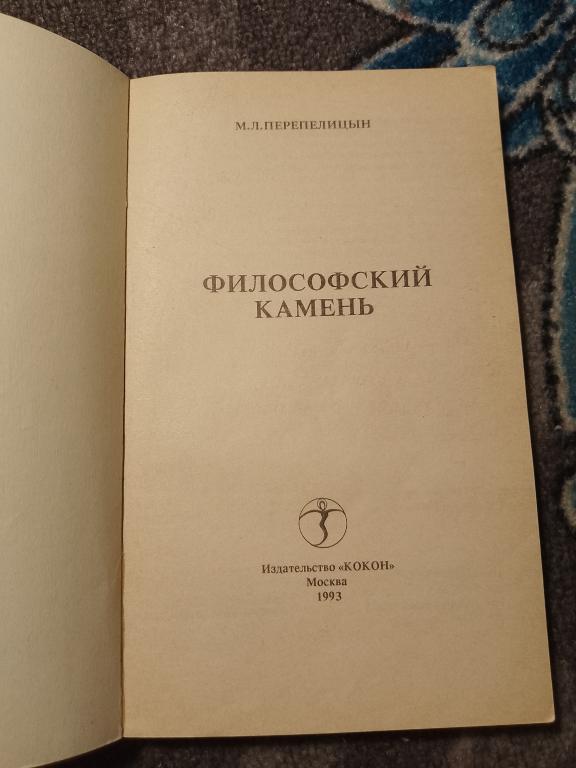 М.Л.ПЕРЕПЕЛИЦЫН
ФИЛОСОФСКИЙ
КАМЕНЬ
Издательство «КОКОН»
Москва
1993